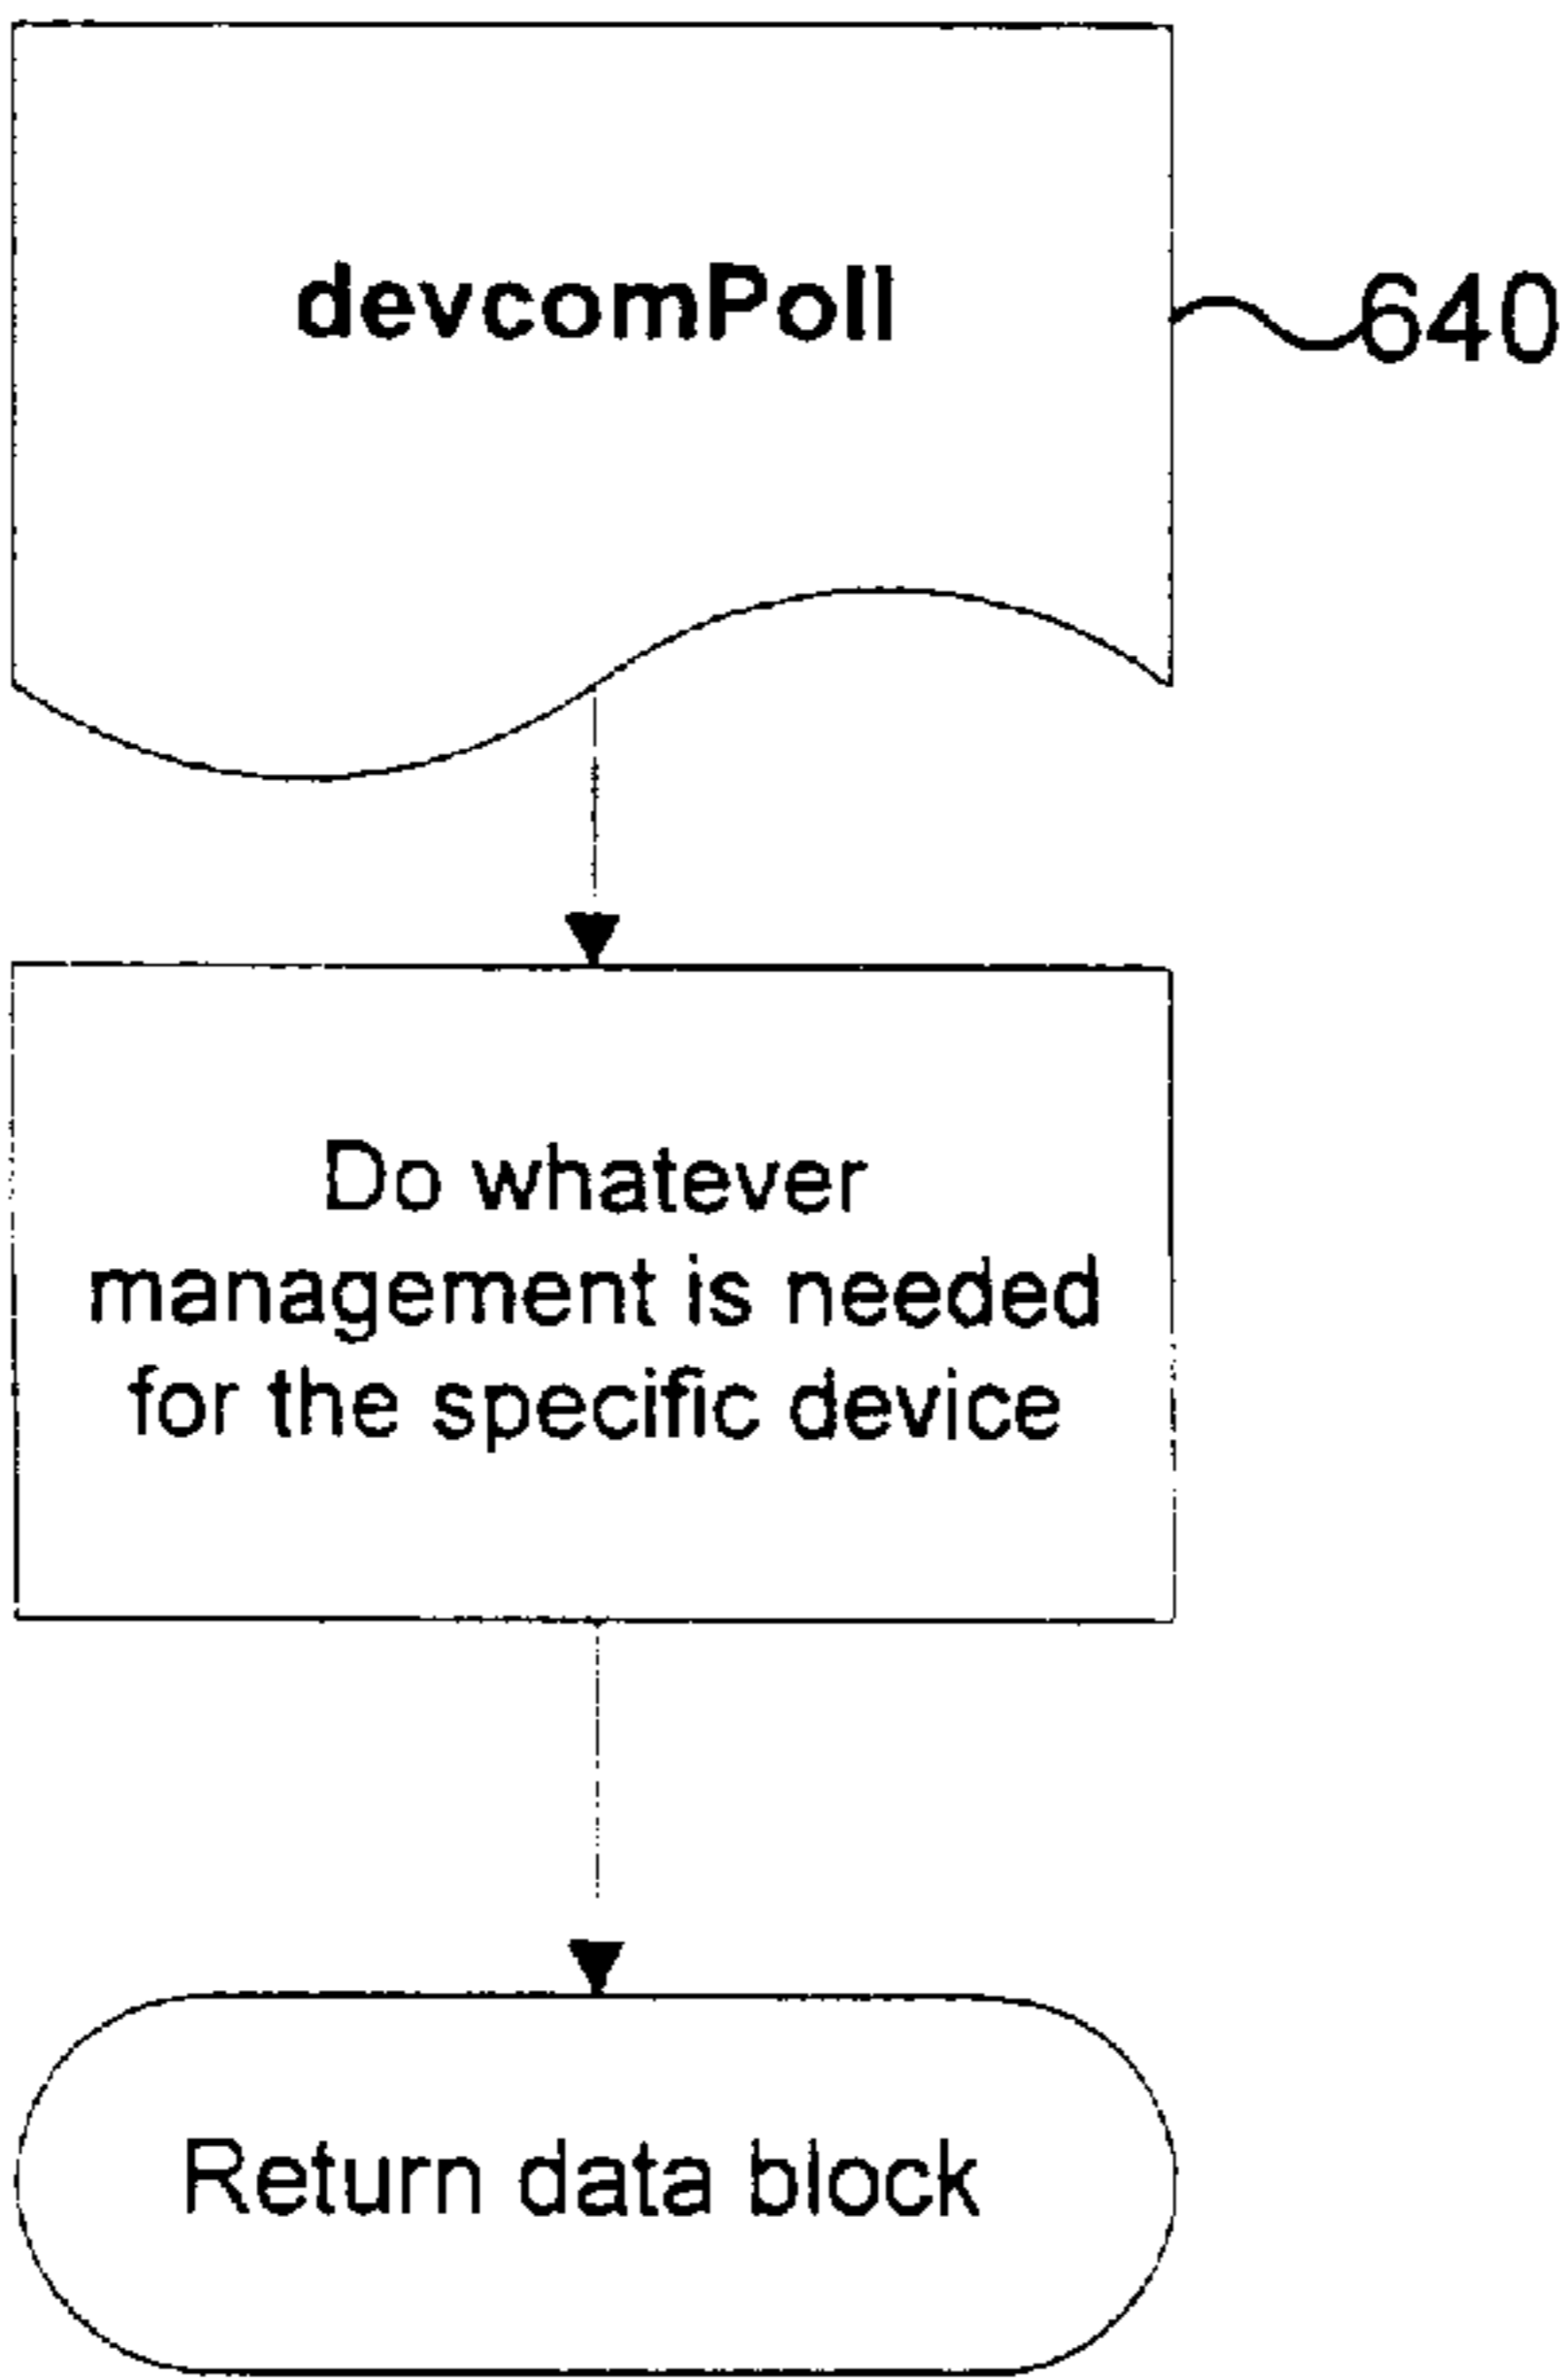 devcomPoll
640
Do whatever
management is needed
for the specific device
Return data block